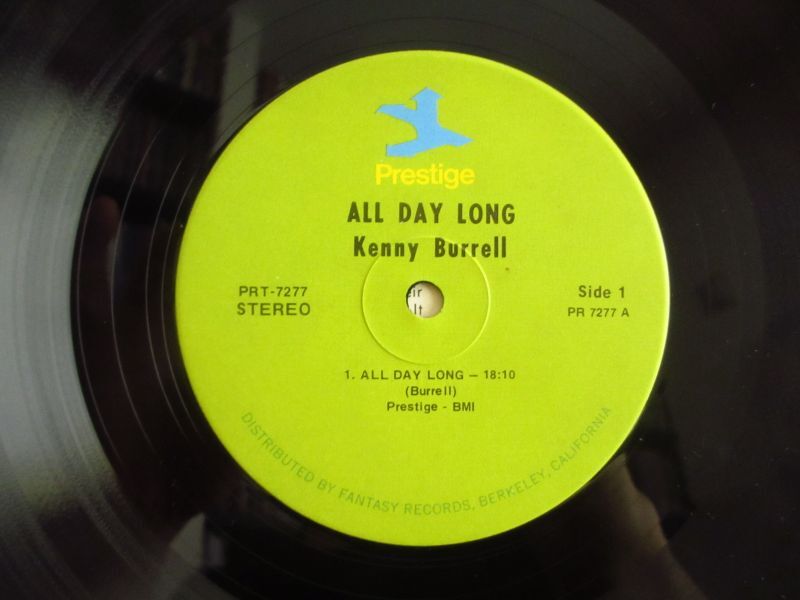 Prestige
ALL DAY LONG
Kenny Burrell
PRT-7277
STEREO
Side 1
PR 7277 A
1. ALL DAY LONG — 18:10
(Burrell)
Prestige - BMI
DISTRIBUTED BY FANTASY RECORDS, BERKELEY, CALIFORNIA